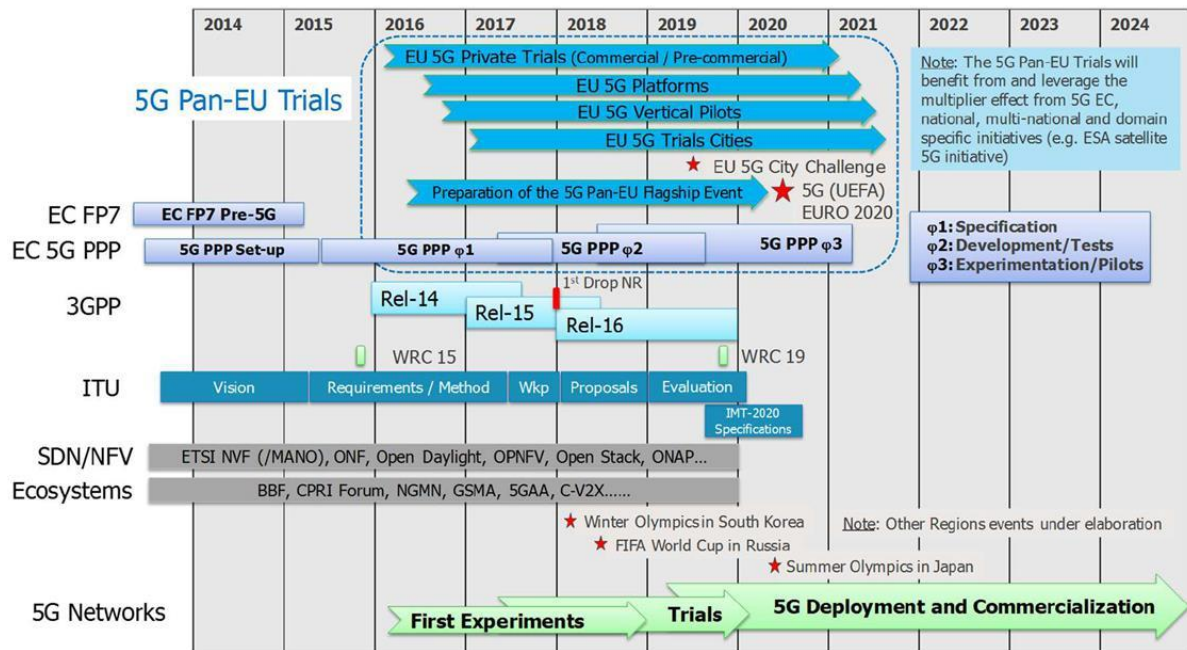 2014 2015 2016 2017 2018 2019 2020 2021 2022 2023 2024
5G Pan-EU Trials
EU 5G Private Trials (Commercial / Pre-commercial)
EU 5G Platforms
EU 5G Vertical Pilots
EU 5G Trials Cities
EU 5G City Challenge
Preparation of the 5G Pan-EU Flagship Event
5G (UEFA)
EURO 2020
Note: The 5G Pan-EU Trials will
benefit from and leverage the
multiplier effect from 5G EC,
national, multi-national and domain
specific initiatives (e.g. ESA satellite
5G initiative)
EC FP7
EC FP7 Pre-5G
EC 5G PPP
5G PPP Set-up
5G PPP φ1
5G PPP φ2
5G PPP φ3
φ1: Specification
φ2: Development/Tests
φ3: Experimentation/Pilots
3GPP
1st Drop NR
Rel-14
Rel-15
Rel-16
WRC 15
WRC 19
ITU
Vision
Requirements / Method
Wkp
Proposals
Evaluation
IMT-2020
Specifications
SDN/NFV
ETSI NVF (/MANO), ONF, Open Daylight, OPNFV, Open Stack, ONAP...
Ecosystems
BBF, CPRI Forum, NGMN, GSMA, 5GAA, C-V2X......
Winter Olympics in South Korea
Note: Other Regions events under elaboration
FIFA World Cup in Russia
Summer Olympics in Japan
5G Networks
First Experiments
Trials
5G Deployment and Commercialization